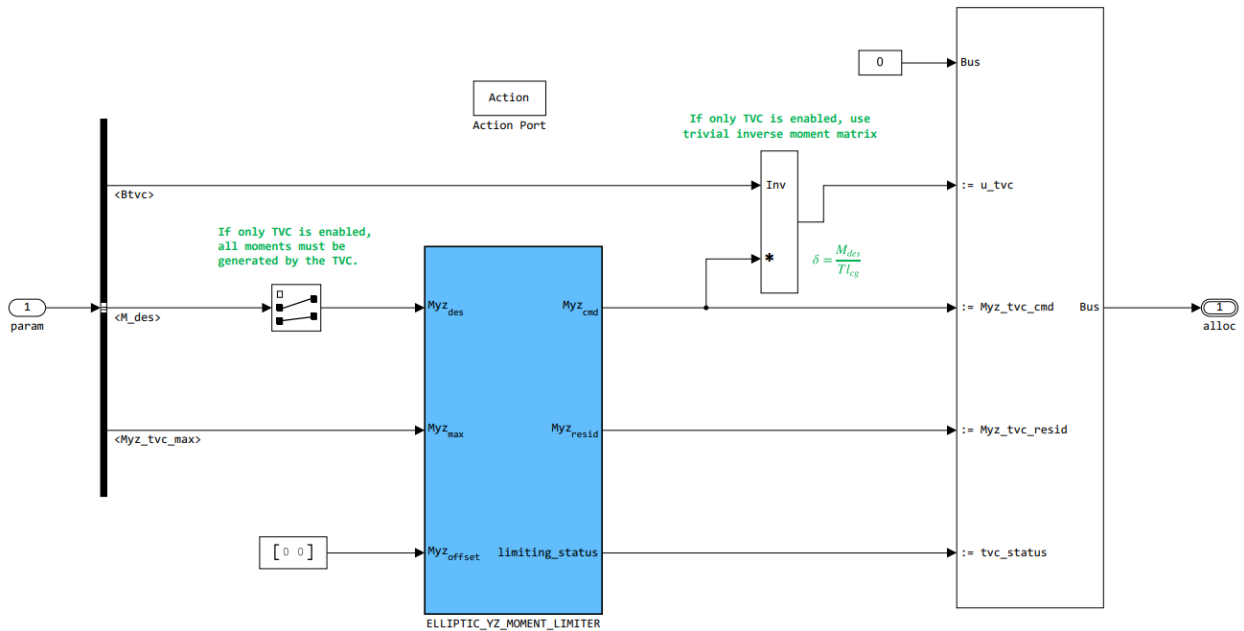 0
Bus
Action
Action Port
If only TVC is enabled, use
trivial inverse moment matrix
<Btvc>
Inv
:= u_tvc
If only TVC is enabled,
all moments must be
generated by the TVC.
*
δ = M_des / Tl_cg
1
param
<M_des>
Myz_des
Myz_cmd
:= Myz_tvc_cmd
Bus
1
alloc
<Myz_tvc_max>
Myz_max
Myz_resid
:= Myz_tvc_resid
[0 0]
Myz_offset
limiting_status
:= tvc_status
ELLIPTIC_YZ_MOMENT_LIMITER